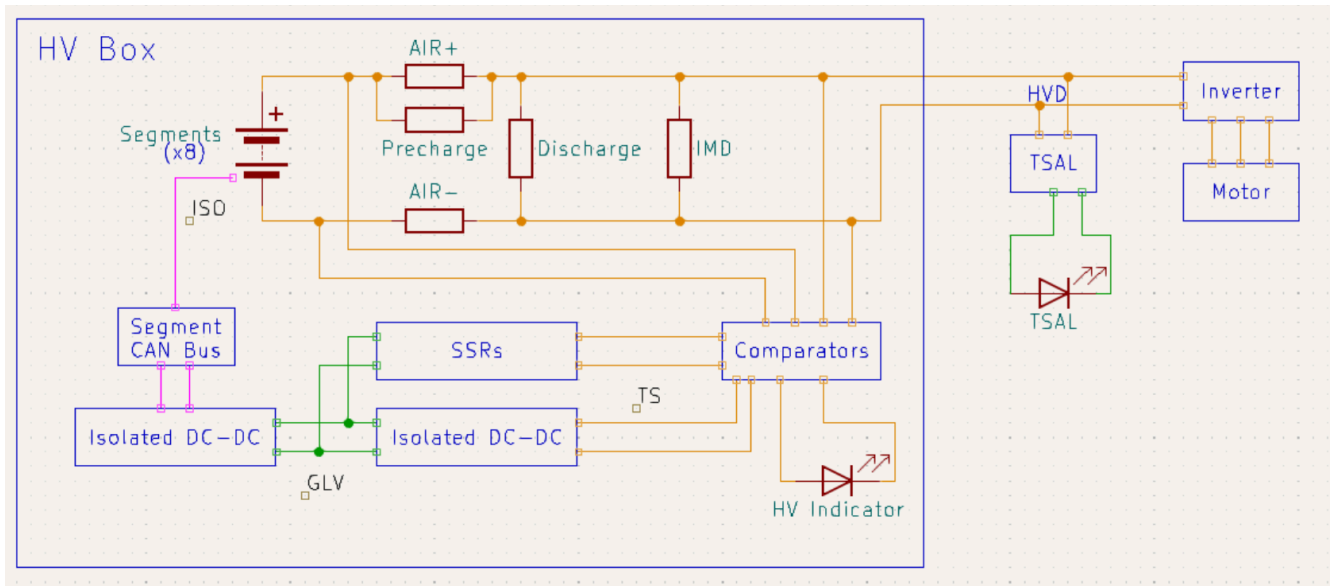 HV Box
AIR+
Segments
(x8)
Precharge
Discharge
IMD
AIR-
ISO
HVD
Inverter
TSAL
Motor
TSAL
Segment
CAN Bus
SSRs
Comparators
TS
Isolated DC-DC
Isolated DC-DC
GLV
HV Indicator